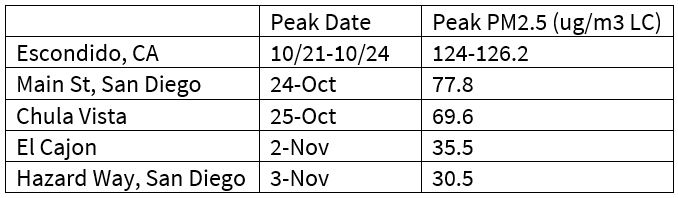 Peak Date Peak PM2.5 (ug/m3 LC)
Escondido, CA 10/21-10/24 124-126.2
Main St, San Diego 24-Oct 77.8
Chula Vista 25-Oct 69.6
El Cajon 2-Nov 35.5
Hazard Way, San Diego 3-Nov 30.5